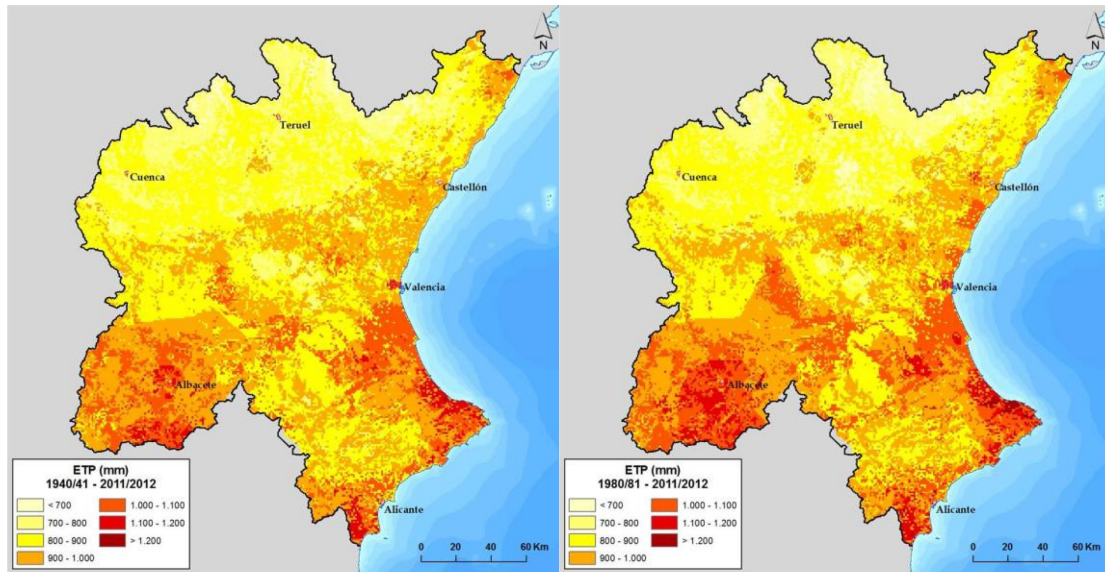 N
Teruel
Cuenca
Castellón
Valencia
Albacete
Alicante
ETP (mm)
1940/41 - 2011/2012
< 700
700 - 800
800 - 900
900 - 1.000
1.000 - 1.100
1.100 - 1.200
> 1.200
0 20 40 60 Km
N
Teruel
Cuenca
Castellón
Valencia
Albacete
Alicante
ETP (mm)
1980/81 - 2011/2012
< 700
700 - 800
800 - 900
900 - 1.000
1.000 - 1.100
1.100 - 1.200
> 1.200
0 20 40 60 Km